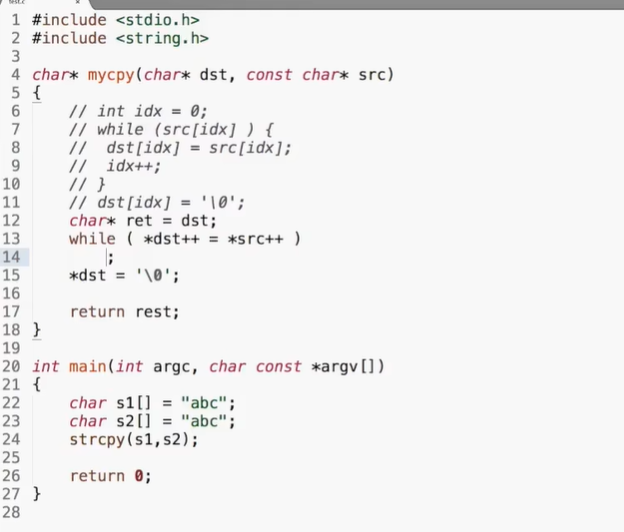 test.c ×
1 #include <stdio.h>
2 #include <string.h>
3
4 char* mycpy(char* dst, const char* src)
5 {
6     // int idx = 0;
7     // while (src[idx] ) {
8     //  dst[idx] = src[idx];
9     //  idx++;
10     // }
11     // dst[idx] = '\0';
12     char* ret = dst;
13     while ( *dst++ = *src++ )
14         ;
15     *dst = '\0';
16
17     return rest;
18 }
19
20 int main(int argc, char const *argv[])
21 {
22     char s1[] = "abc";
23     char s2[] = "abc";
24     strcpy(s1,s2);
25
26     return 0;
27 }
28